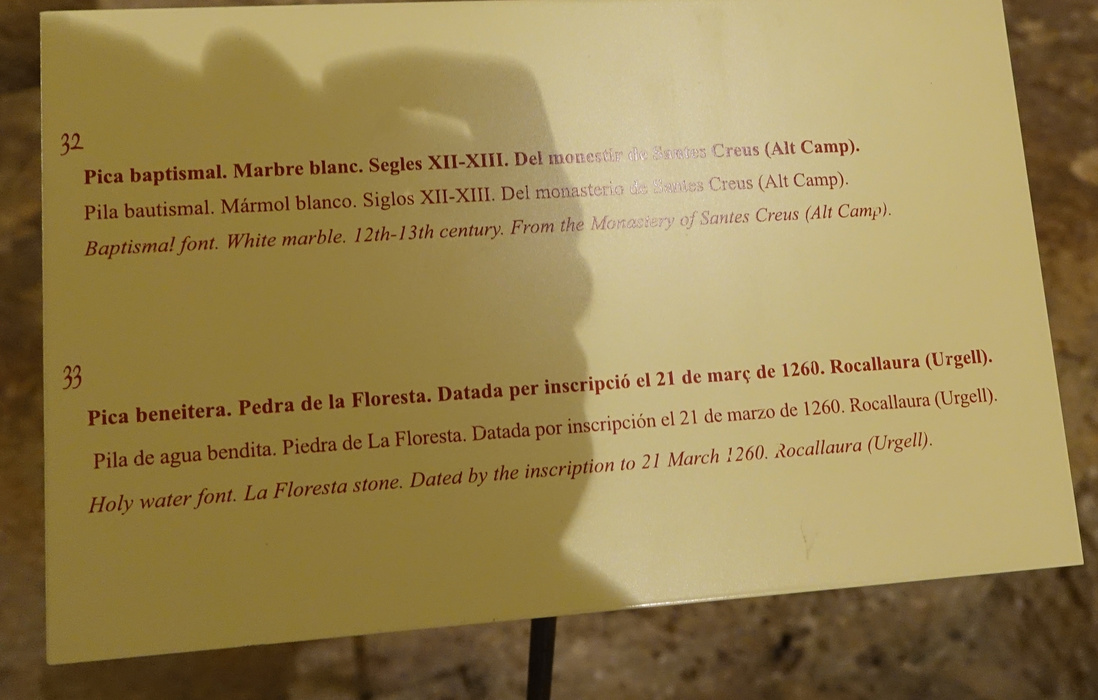 32
Pica baptismal. Marbre blanc. Segles XII-XIII. Del monestir de Santes Creus (Alt Camp).
Pila bautismal. Mármol blanco. Siglos XII-XIII. Del monasterio de Santes Creus (Alt Camp).
Baptismal font. White marble. 12th-13th century. From the Monastery of Santes Creus (Alt Camp).
33
Pica beneitera. Pedra de la Floresta. Datada per inscripció el 21 de març de 1260. Rocallaura (Urgell).
Pila de agua bendita. Piedra de La Floresta. Datada por inscripción el 21 de marzo de 1260. Rocallaura (Urgell).
Holy water font. La Floresta stone. Dated by the inscription to 21 March 1260. Rocallaura (Urgell).